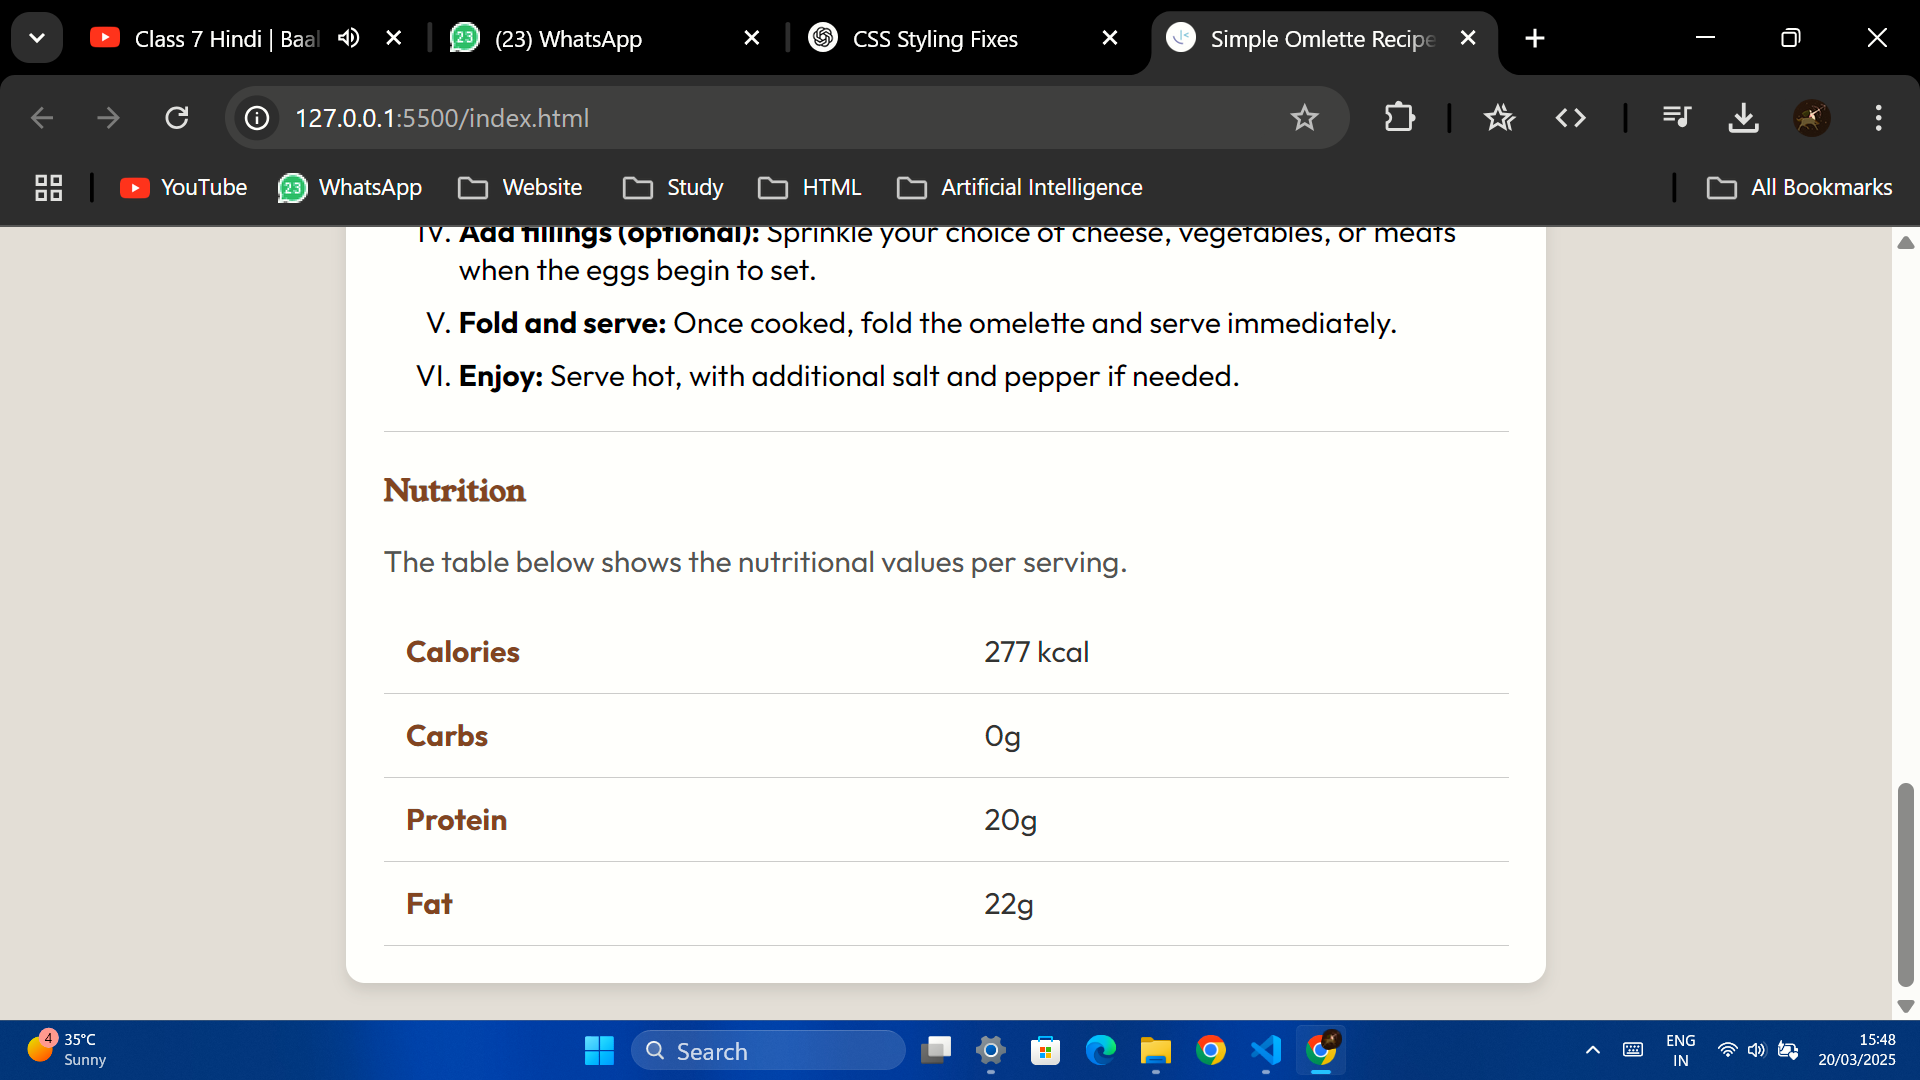 Class 7 Hindi | Baal
(23) WhatsApp
CSS Styling Fixes
Simple Omlette Recipe
127.0.0.1:5500/index.html
YouTube
23 WhatsApp
Website
Study
HTML
Artificial Intelligence
All Bookmarks
IV. Add fillings (optional): Sprinkle your choice of cheese, vegetables, or meats
when the eggs begin to set.
V. Fold and serve: Once cooked, fold the omelette and serve immediately.
VI. Enjoy: Serve hot, with additional salt and pepper if needed.
Nutrition
The table below shows the nutritional values per serving.
Calories 277 kcal
Carbs 0g
Protein 20g
Fat 22g
4 35°C
Sunny
Search
ENG
IN
15:48
20/03/2025